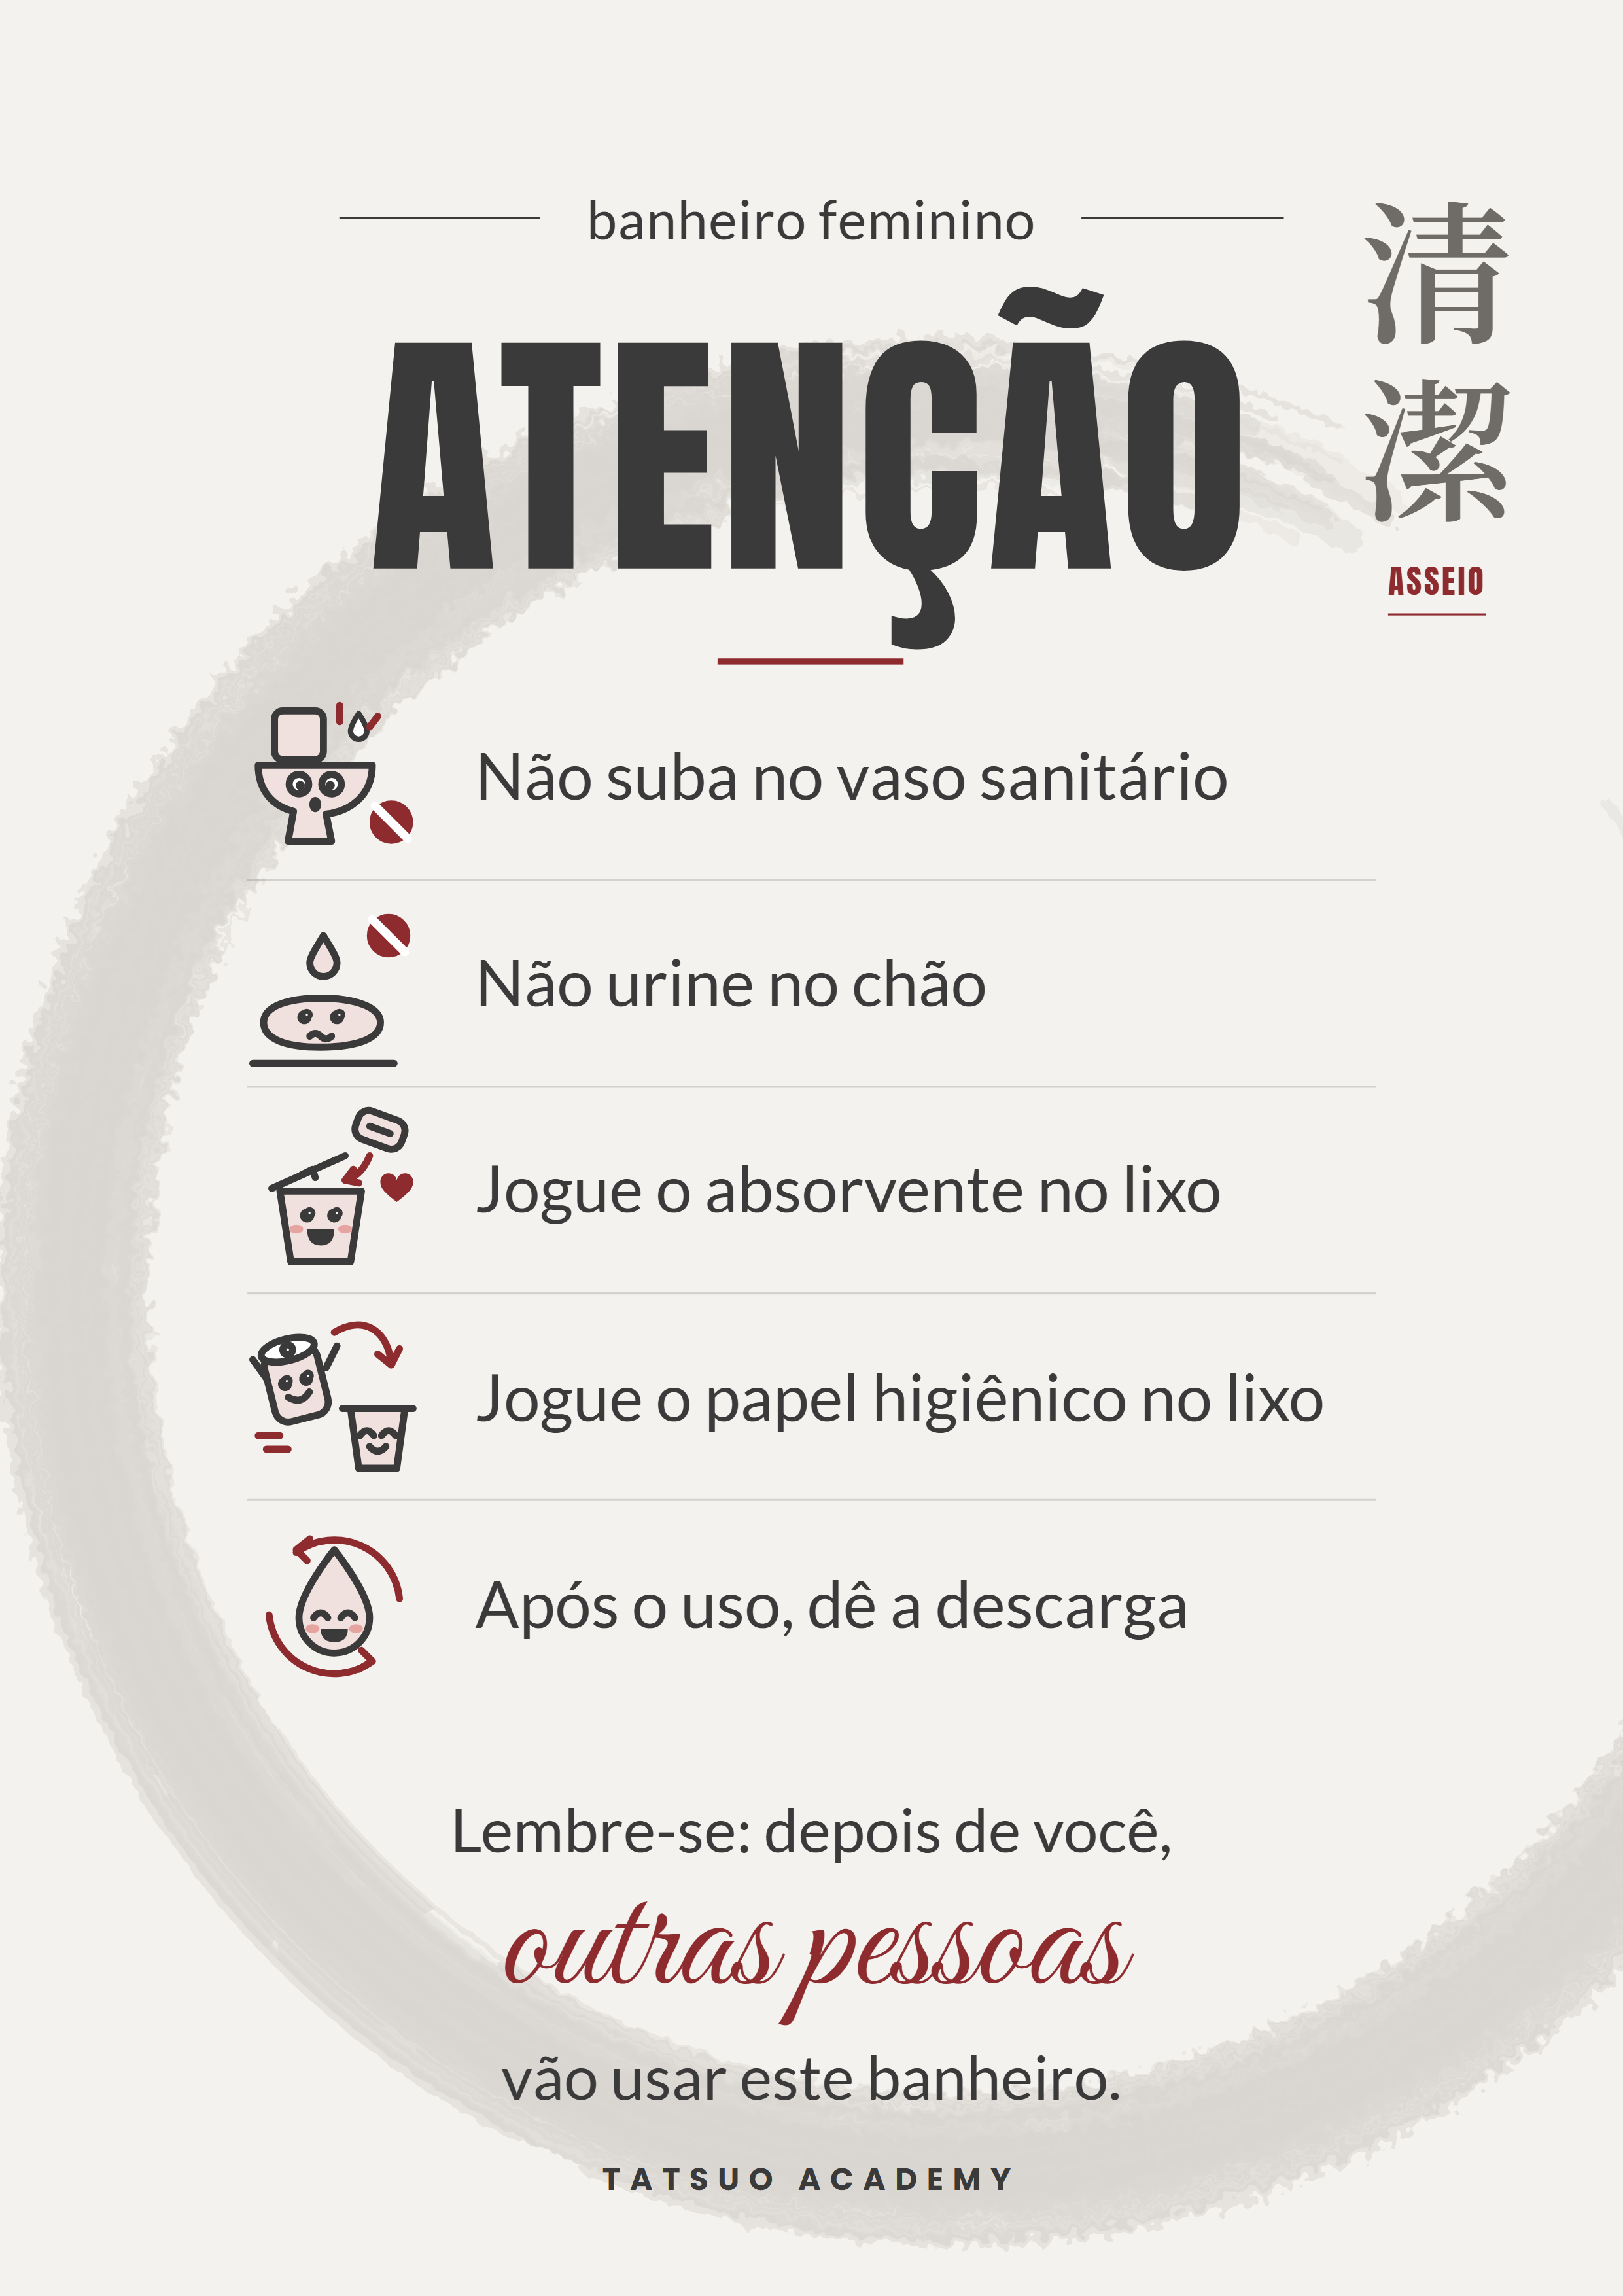 banheiro feminino
ATENÇÃO
清潔
ASSEIO
Não suba no vaso sanitário
Não urine no chão
Jogue o absorvente no lixo
Jogue o papel higiênico no lixo
Após o uso, dê a descarga
Lembre-se: depois de você,
outras pessoas
vão usar este banheiro.
TATSUO ACADEMY